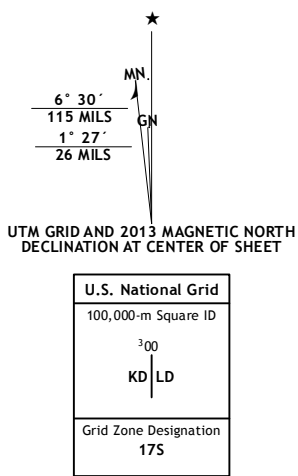 ★
MN.
6° 30´
115 MILS
GN
1° 27´
26 MILS
UTM GRID AND 2013 MAGNETIC NORTH
DECLINATION AT CENTER OF SHEET
U.S. National Grid
100,000-m Square ID
³00
KD LD
Grid Zone Designation
17S